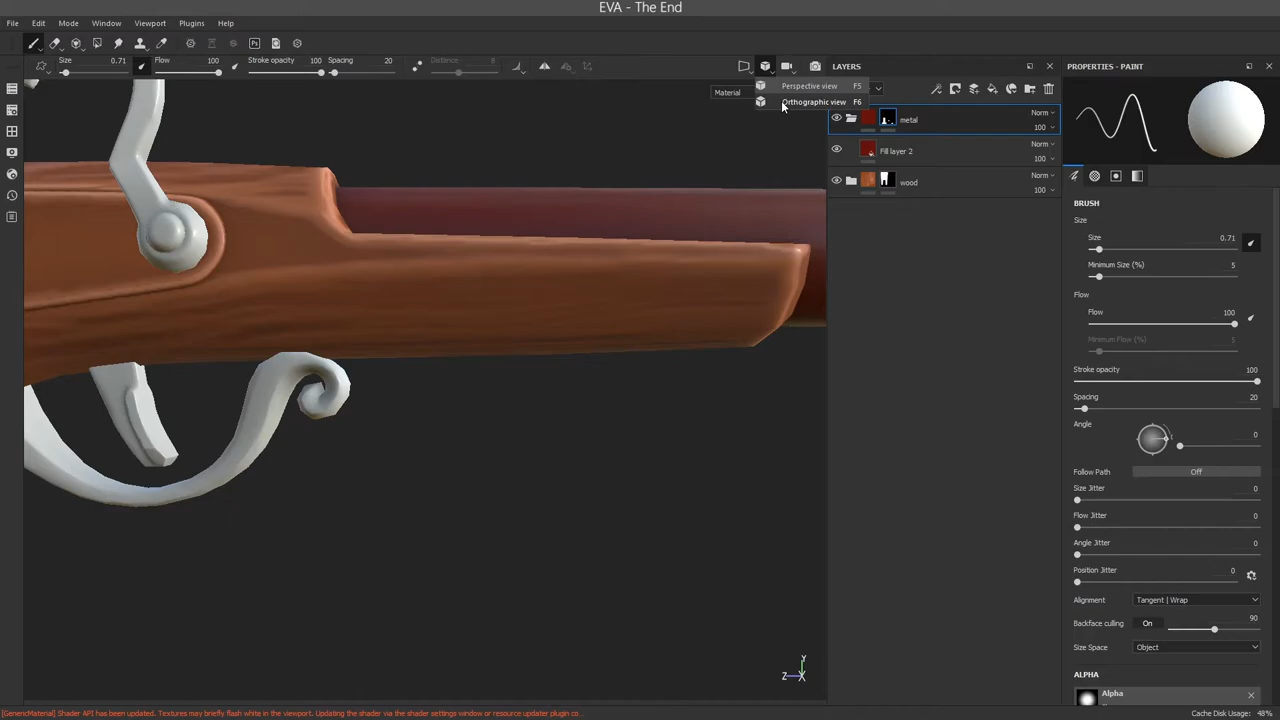 EVA - The End
File Edit Mode Window Viewport Plugins Help
Size 0.71 Flow 100 Stroke opacity 100 Spacing 20 Distance: 8
LAYERS
PROPERTIES - PAINT
Perspective view F5
Material
Orthographic view F6
Norm
metal
100
Norm
Fill layer 2
100
Norm
wood
100
BRUSH
Size
Size 0.71
Minimum Size (%) 5
Flow
Flow 100
Minimum Flow (%) 5
Stroke opacity 100
Spacing 20
Angle
0
Follow Path Off
Size Jitter 0
Flow Jitter 0
Angle Jitter 0
Position Jitter 0
Alignment Tangent | Wrap
Backface culling On 90
Size Space Object
ALPHA
Alpha
Y
Z X
[GenericMaterial] Shader API has been updated. Textures may briefly flash white in the viewport. Updating the shader via the shader settings window or resource updater plugin co ...
Cache Disk Usage: 48%